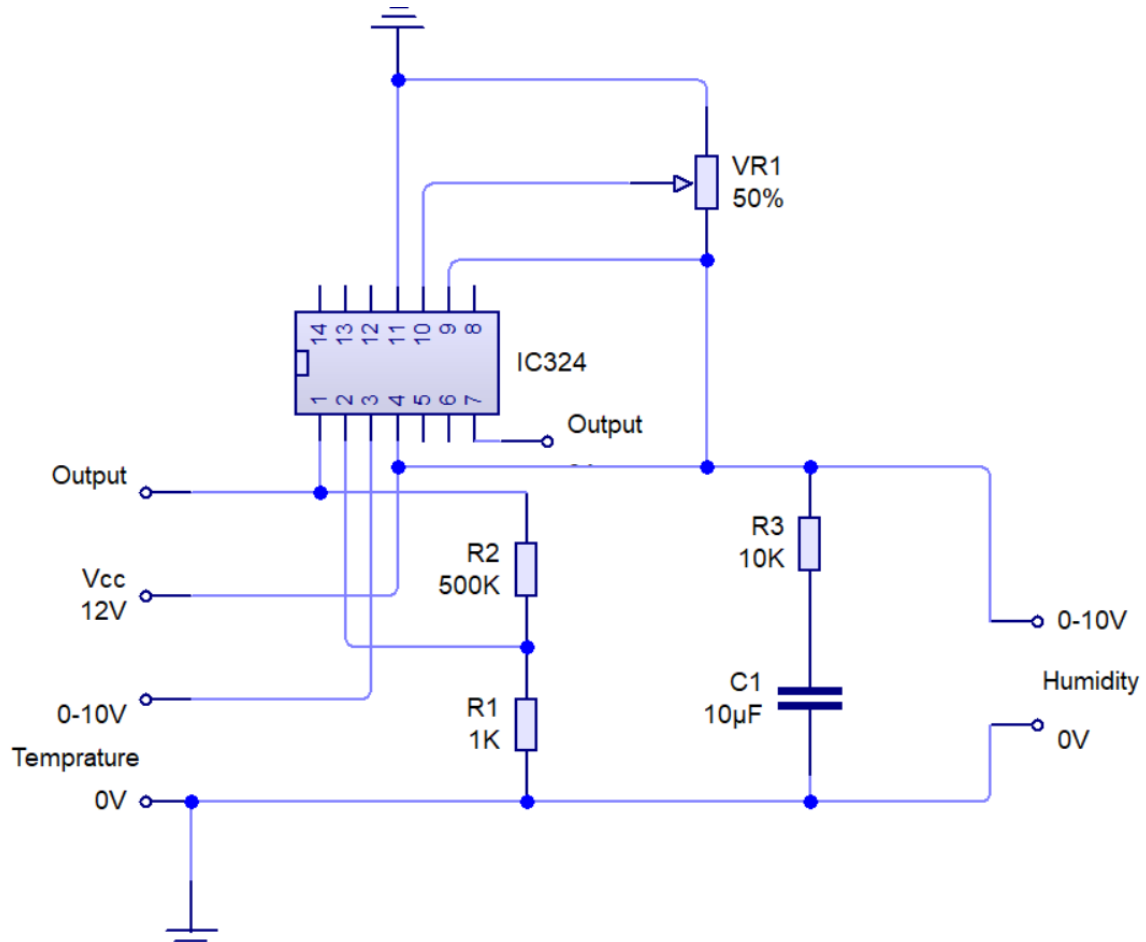 VR1
50%
14 13 12 11 10 9 8
IC324
1 2 3 4 5 6 7
Output
Output
R3
10K
R2
500K
Vcc
12V
0-10V
C1
10µF
Humidity
0-10V
R1
1K
Temprature
0V
0V